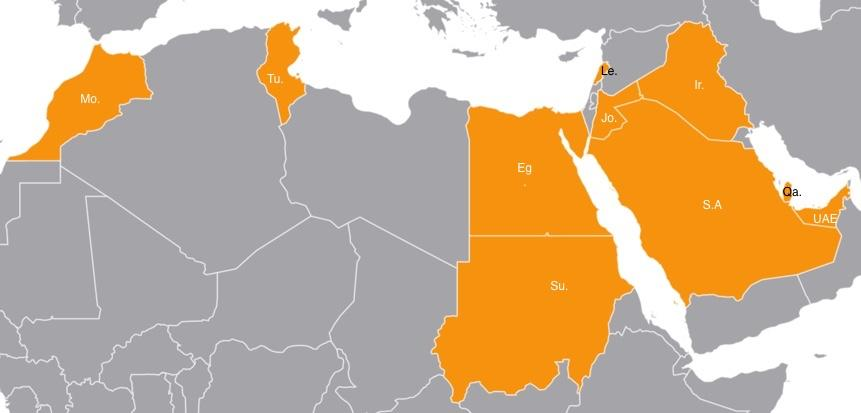 Le.
Tu.
Ir.
Mo.
Jo.
Eg
.
Qa.
S.A
UAE
Su.